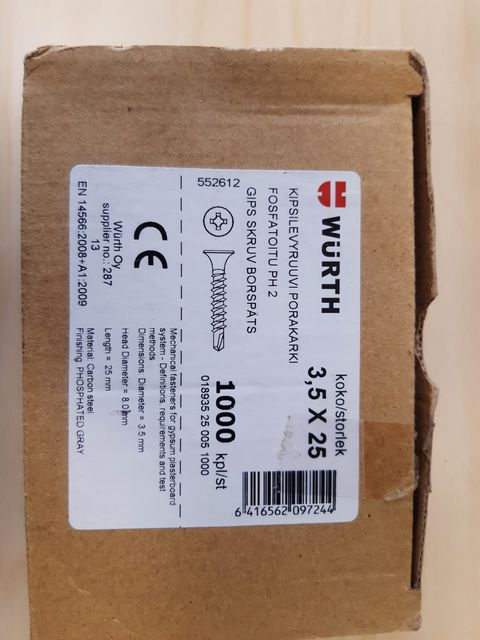 WÜRTH
koko/storlek
3,5 X 25
KIPSILEVYRUUVI PORAKÄRKI
FOSFATOITU PH 2
GIPS SKRUV BORSPÄTS
552612
1000 kpl/st
018935 25 005 1000
6 416562 097244
CE
Würth Oy
supplier no.: 287
13
EN 14566:2008+A1:2009
Mechanical fasteners for gypsum plasterboard
system - Definitions, requirements and test
methods
Dimensions: Diameter = 3.5 mm
Head Diameter = 8.0 mm
Length = 25 mm
Material: Carbon steel
Finishing: PHOSPHATED GRAY